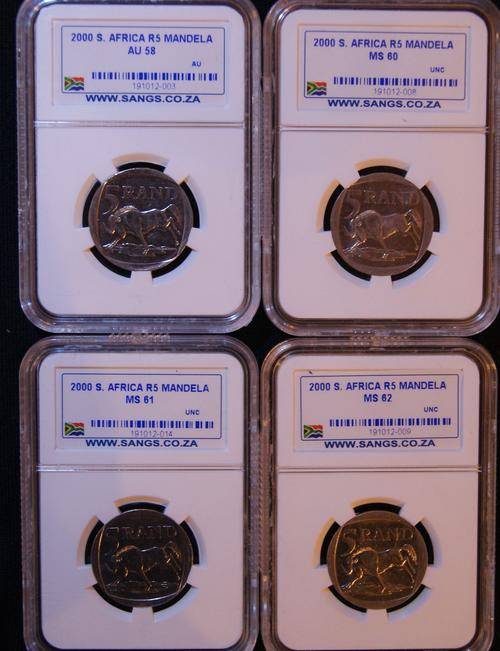 2000 S. AFRICA R5 MANDELA
AU 58
AU
191012-003
WWW.SANGS.CO.ZA
5 RAND
2000 S. AFRICA R5 MANDELA
MS 60
UNC
191012-008
WWW.SANGS.CO.ZA
5 RAND
2000 S. AFRICA R5 MANDELA
MS 61
UNC
191012-014
WWW.SANGS.CO.ZA
5 RAND
2000 S. AFRICA R5 MANDELA
MS 62
UNC
191012-009
WWW.SANGS.CO.ZA
5 RAND